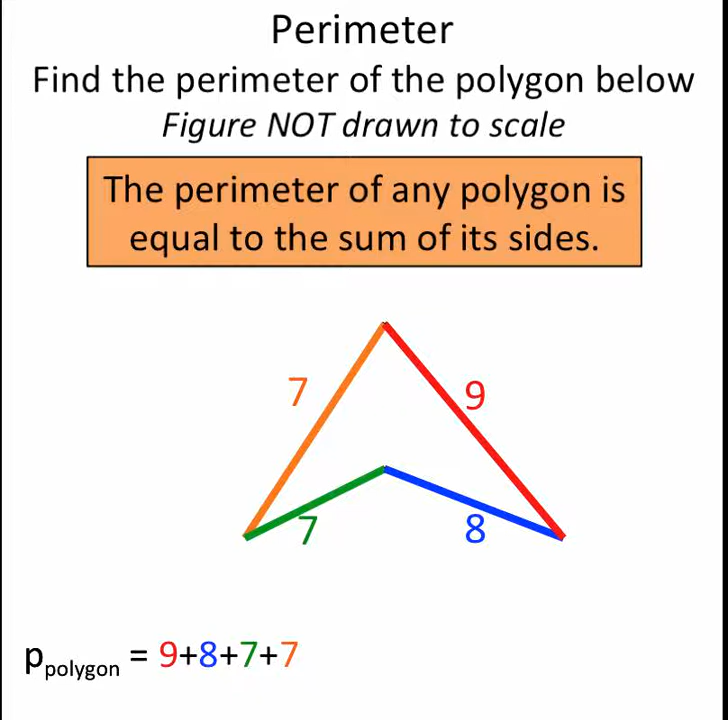 Perimeter
Find the perimeter of the polygon below
Figure NOT drawn to scale
The perimeter of any polygon is
equal to the sum of its sides.
7
9
7
8
p polygon = 9+8+7+7